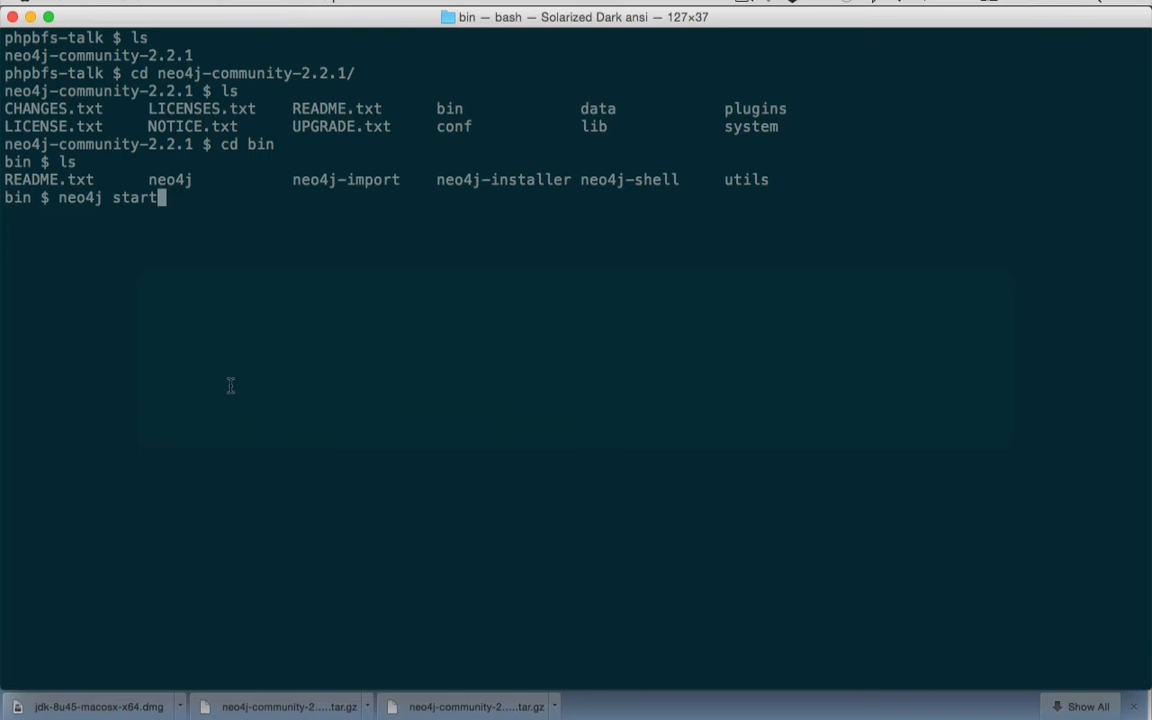 bin — bash — Solarized Dark ansi — 127×37
phpbfs-talk $ ls
neo4j-community-2.2.1
phpbfs-talk $ cd neo4j-community-2.2.1/
neo4j-community-2.2.1 $ ls
CHANGES.txt LICENSES.txt README.txt bin data plugins
LICENSE.txt NOTICE.txt UPGRADE.txt conf lib system
neo4j-community-2.2.1 $ cd bin
bin $ ls
README.txt neo4j neo4j-import neo4j-installer neo4j-shell utils
bin $ neo4j start
jdk-8u45-macosx-x64.dmg neo4j-community-2.....tar.gz neo4j-community-2.....tar.gz Show All